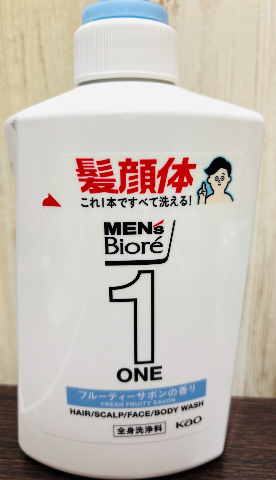 髪顔体
これ1本ですべて洗える!
MEN's
Bioré
1
ONE
フルーティーサボンの香り
FRESH FRUITY SAVON
HAIR/SCALP/FACE/BODY WASH
全身洗浄料 Kao